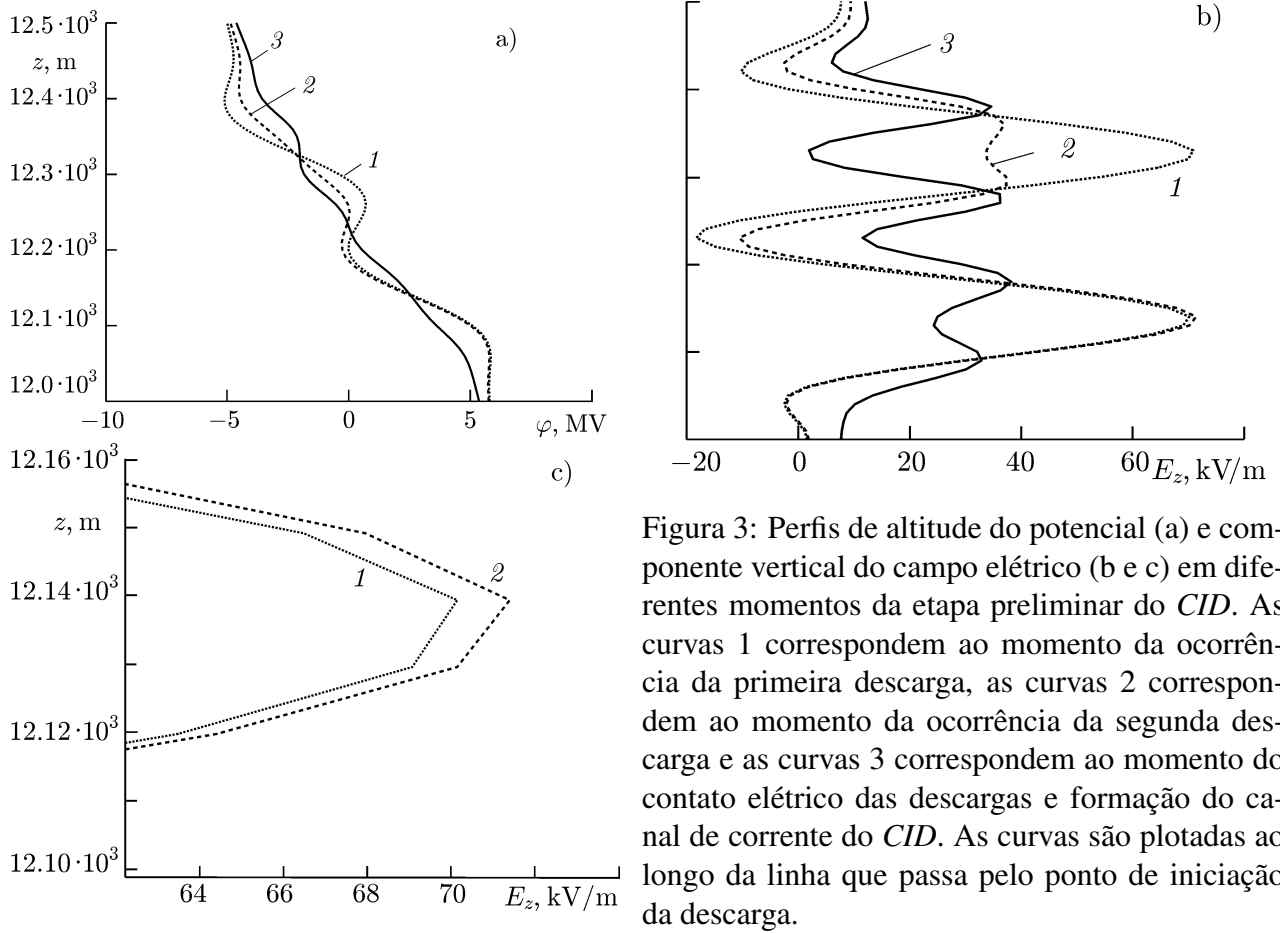 12.5·10³
z, m
12.4·10³
12.3·10³
12.2·10³
12.1·10³
12.0·10³
−10
−5
0
5
φ, MV
3
2
1
a)
b)
3
2
1
−20
0
20
40
60
E_z, kV/m
12.16·10³
z, m
12.14·10³
12.12·10³
12.10·10³
64
66
68
70
E_z, kV/m
1
2
c)
Figura 3: Perfis de altitude do potencial (a) e com-
ponente vertical do campo elétrico (b e c) em dife-
rentes momentos da etapa preliminar do CID. As
curvas 1 correspondem ao momento da ocorrên-
cia da primeira descarga, as curvas 2 correspon-
dem ao momento da ocorrência da segunda des-
carga e as curvas 3 correspondem ao momento do
contato elétrico das descargas e formação do ca-
nal de corrente do CID. As curvas são plotadas ao
longo da linha que passa pelo ponto de iniciação
da descarga.